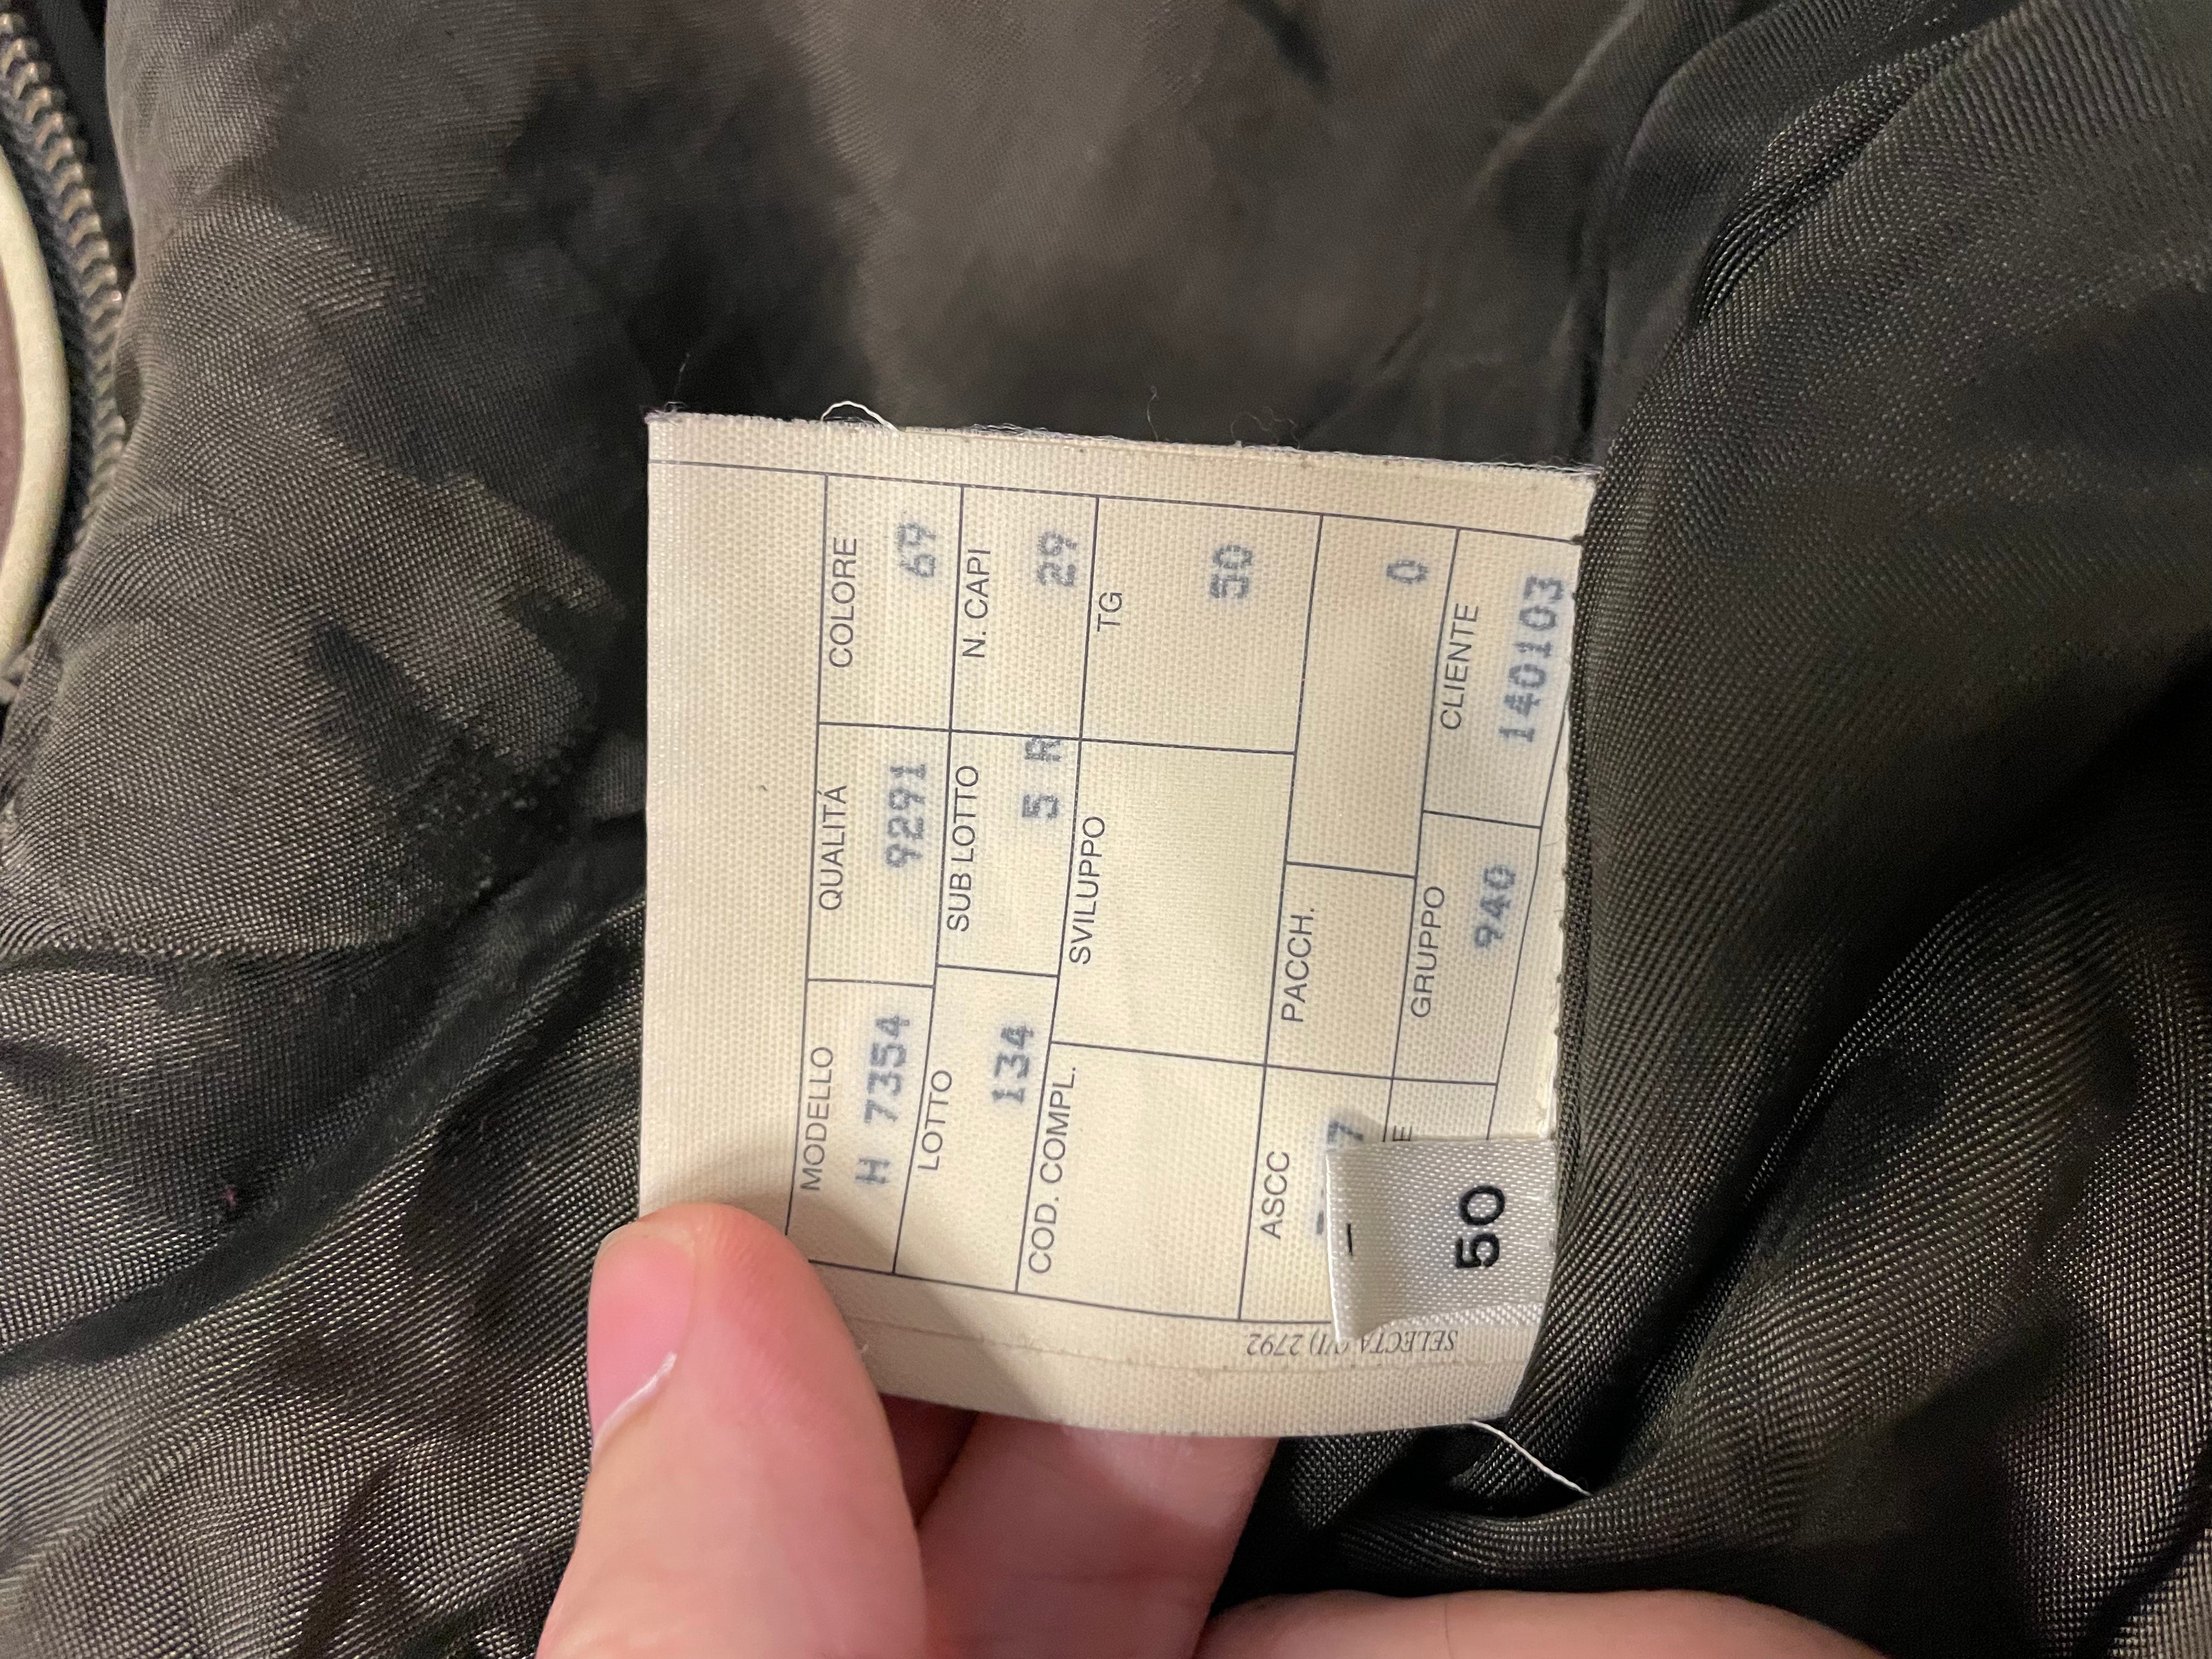 MODELLO QUALITÁ COLORE
H 7354 9291 69
LOTTO SUB LOTTO N. CAPI
134 5 R 29
COD. COMPL. SVILUPPO TG
50
ASCC PACCH.
0
GRUPPO CLIENTE
940 140103
50
SELECTA (VI) 2792